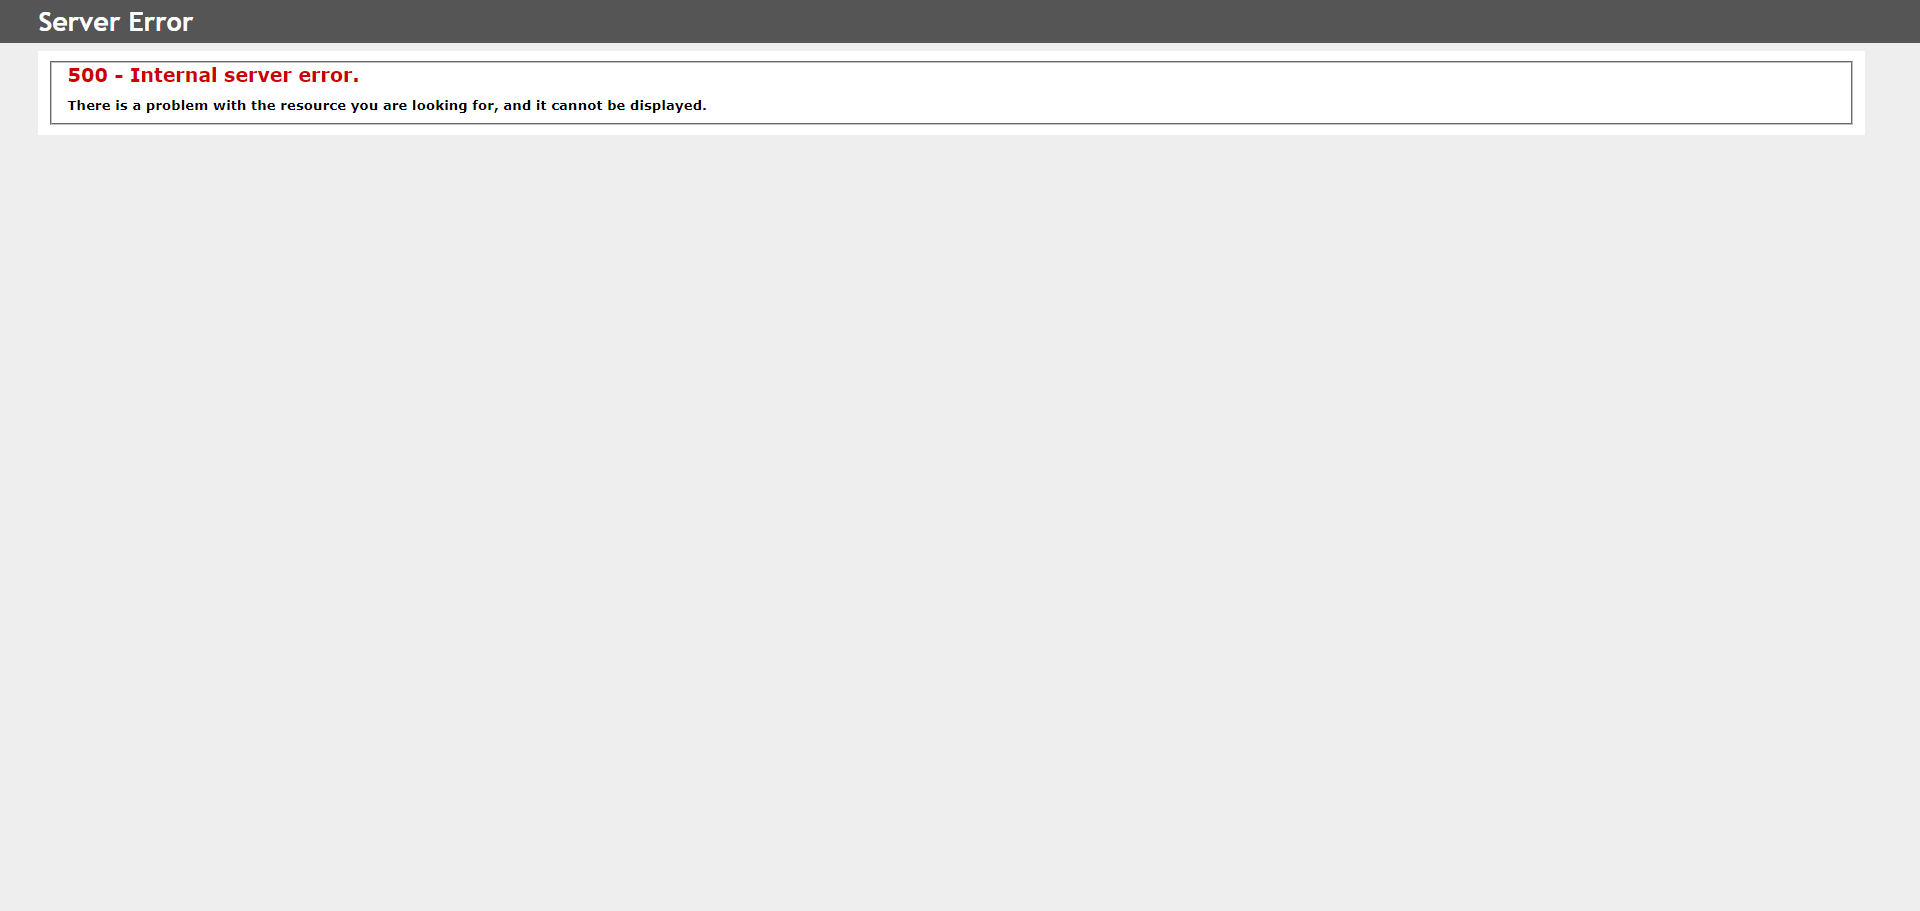 Server Error
500 - Internal server error.
There is a problem with the resource you are looking for, and it cannot be displayed.